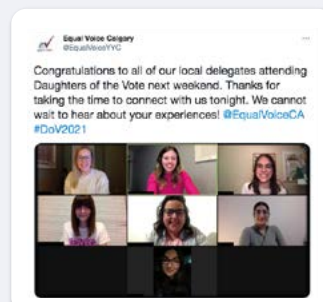 Equal Voice Calgary
@EqualVoiceYYC
Congratulations to all of our local delegates attending
Daughters of the Vote next weekend. Thanks for
taking the time to connect with us tonight. We cannot
wait to hear about your experiences! @EqualVoiceCA
#DoV2021